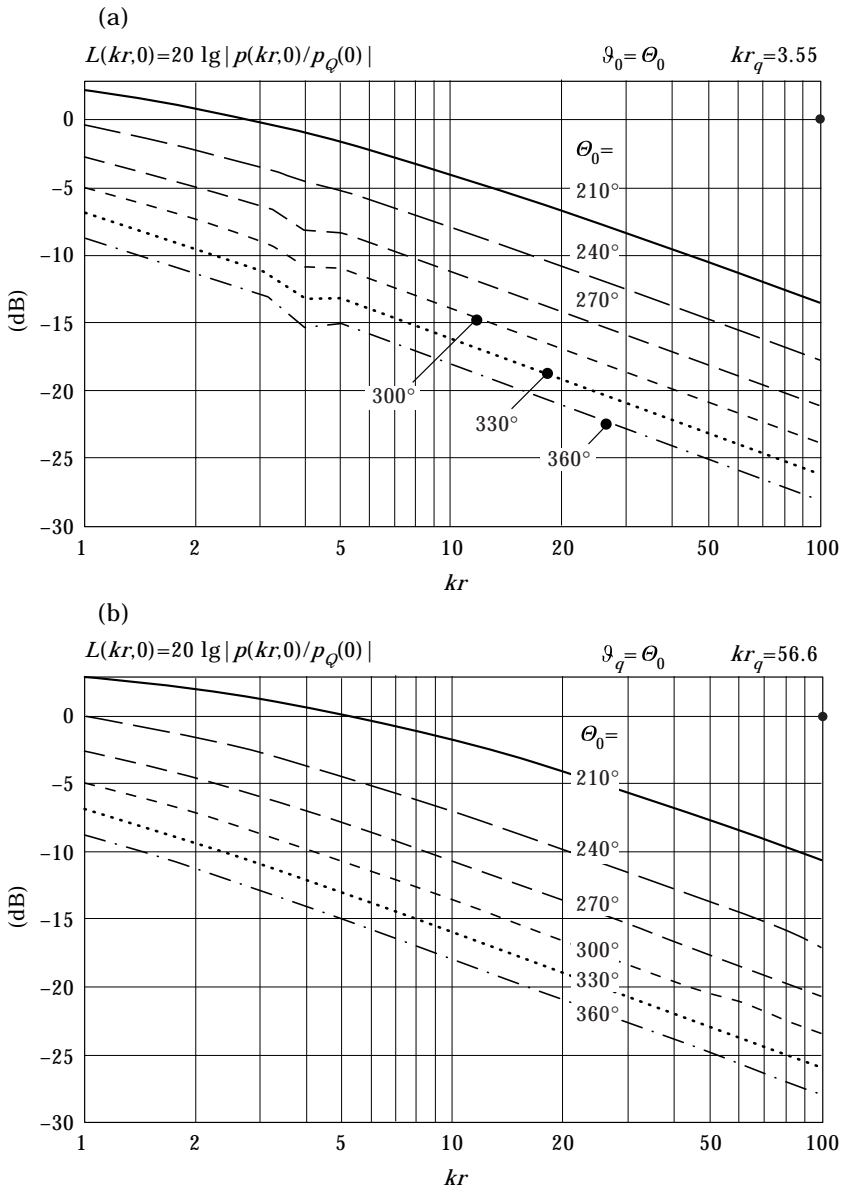 (a)
L(kr,0)=20 lg| p(kr,0)/p_Q(0) | ϑ_0 = Θ_0 kr_q=3.55
0
−5
−10
−15
−20
−25
−30
(dB)
Θ_0=
210°
240°
270°
300°
330°
360°
1 2 5 10 20 50 100
kr
(b)
L(kr,0)=20 lg| p(kr,0)/p_Q(0) | ϑ_q = Θ_0 kr_q=56.6
0
−5
−10
−15
−20
−25
−30
(dB)
Θ_0=
210°
240°
270°
300°
330°
360°
1 2 5 10 20 50 100
kr